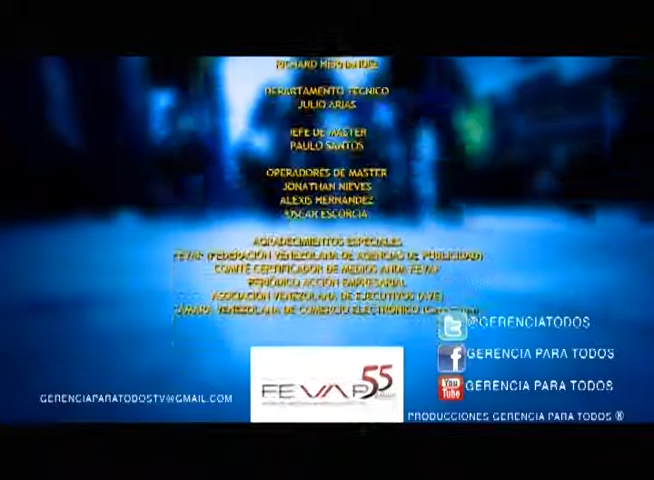 RICHARD HERNANDEZ
DEPARTAMENTO TECNICO
JULIO ARIAS
JEFE DE MASTER
PAULO SANTOS
OPERADORES DE MASTER
JONATHAN NIEVES
ALEXIS HERNANDEZ
OSCAR ESCORCIA
AGRADECIMIENTOS ESPECIALES
FEVAP (FEDERACIÓN VENEZOLANA DE AGENCIAS DE PUBLICIDAD)
COMITÉ CERTIFICADOR DE MEDIOS ANDA FEVAP
PERIÓDICO ACCIÓN EMPRESARIAL
ASOCIACIÓN VENEZOLANA DE EJECUTIVOS (AVE)
CÁMARA VENEZOLANA DE COMERCIO ELECTRÓNICO
@GERENCIATODOS
GERENCIA PARA TODOS
You Tube GERENCIA PARA TODOS
FEVAP 55
GERENCIAPARATODOSTV@GMAIL.COM
PRODUCCIONES GERENCIA PARA TODOS ®